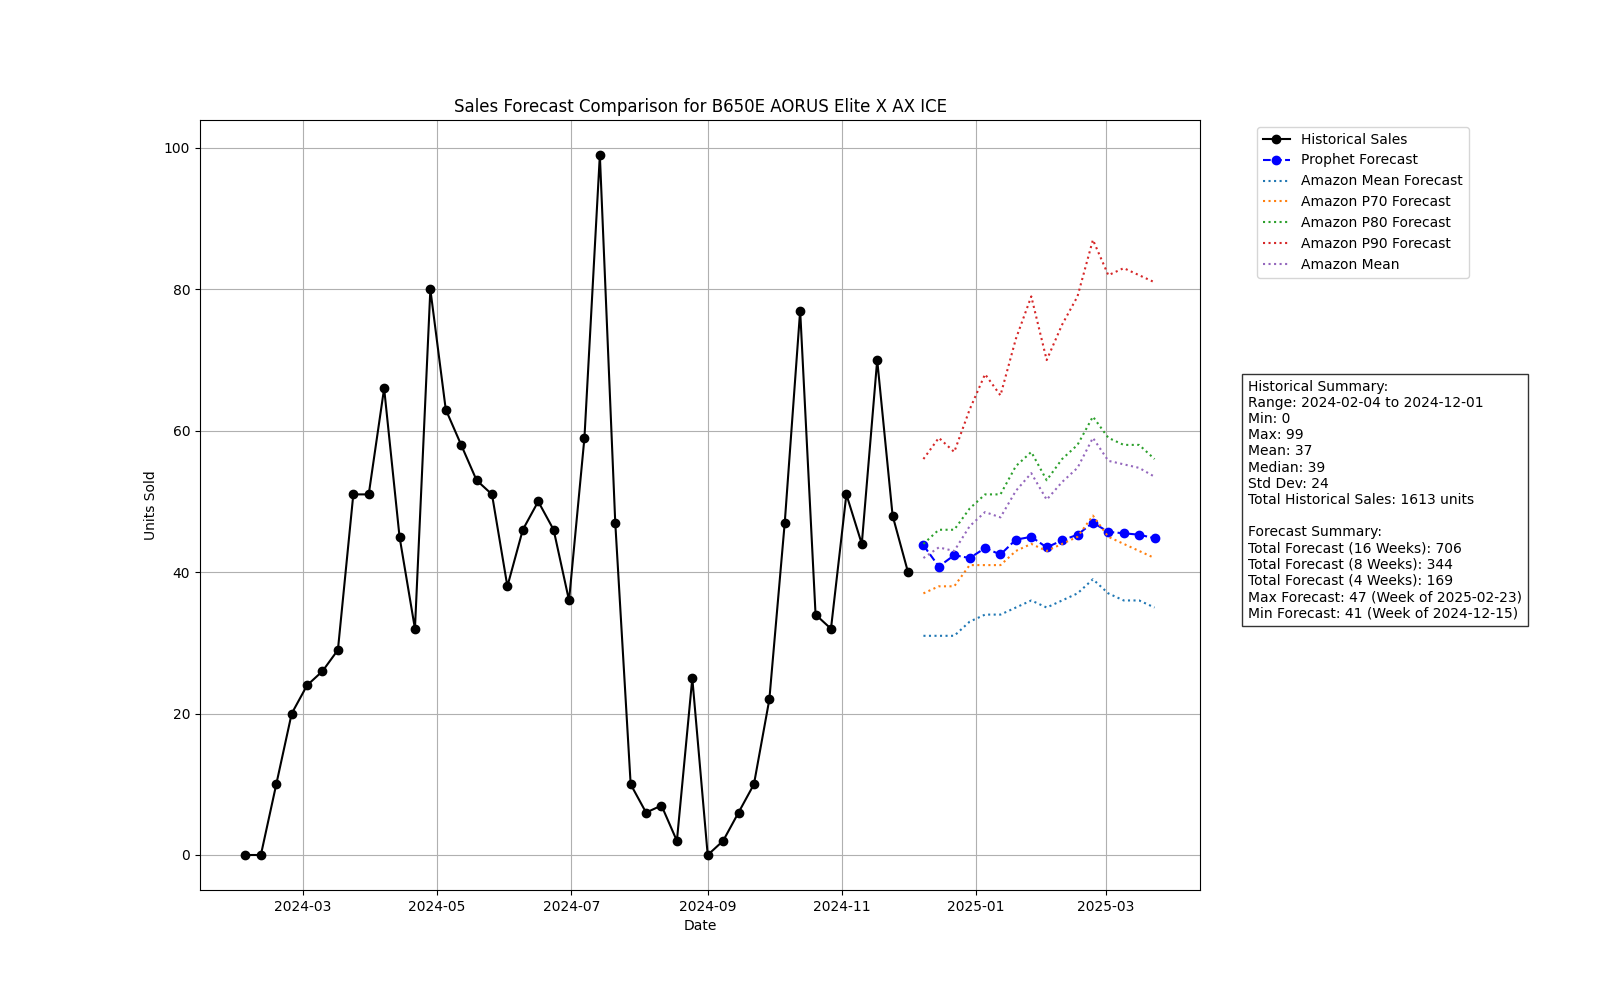 Sales Forecast Comparison for B650E AORUS Elite X AX ICE
100
80
60
40
20
0
Units Sold
2024-03
2024-05
2024-07
2024-09
2024-11
2025-01
2025-03
Date
Historical Sales
Prophet Forecast
Amazon Mean Forecast
Amazon P70 Forecast
Amazon P80 Forecast
Amazon P90 Forecast
Amazon Mean
Historical Summary:
Range: 2024-02-04 to 2024-12-01
Min: 0
Max: 99
Mean: 37
Median: 39
Std Dev: 24
Total Historical Sales: 1613 units
Forecast Summary:
Total Forecast (16 Weeks): 706
Total Forecast (8 Weeks): 344
Total Forecast (4 Weeks): 169
Max Forecast: 47 (Week of 2025-02-23)
Min Forecast: 41 (Week of 2024-12-15)